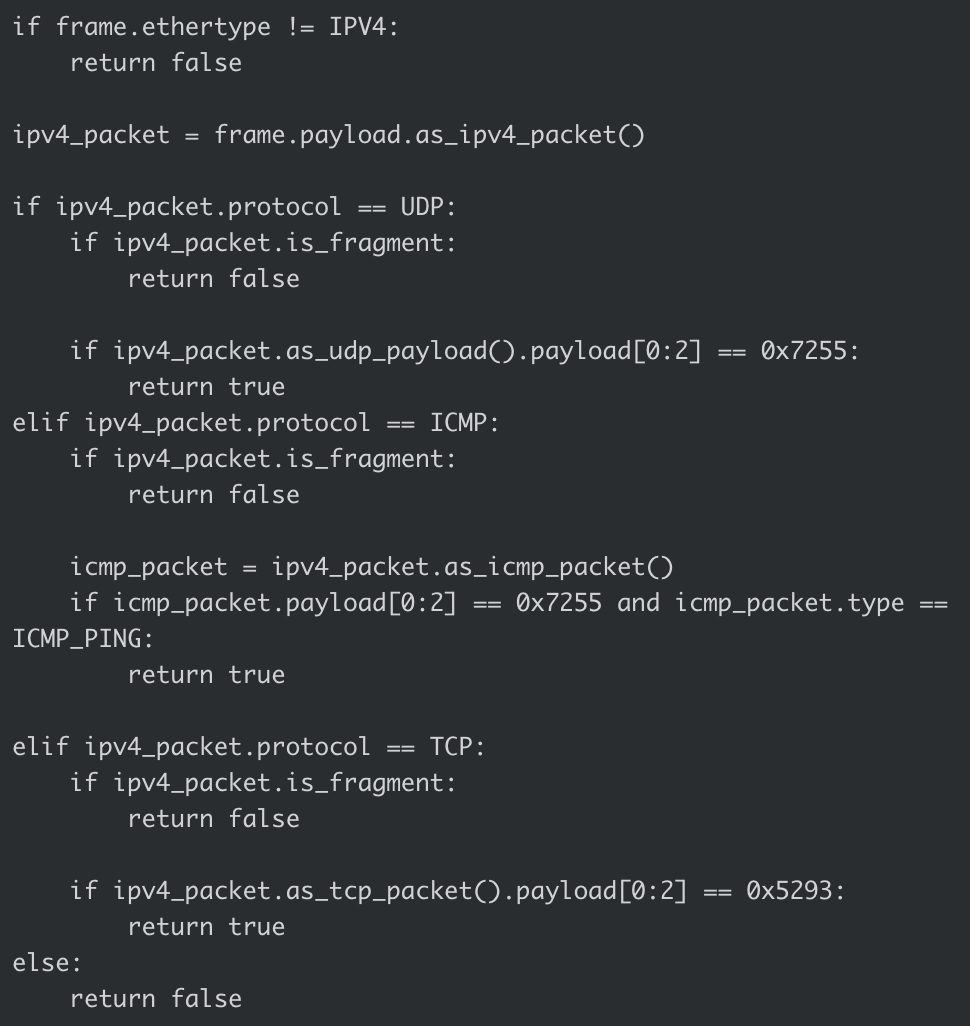 if frame.ethertype != IPV4:
    return false

ipv4_packet = frame.payload.as_ipv4_packet()

if ipv4_packet.protocol == UDP:
    if ipv4_packet.is_fragment:
        return false

    if ipv4_packet.as_udp_payload().payload[0:2] == 0x7255:
        return true
elif ipv4_packet.protocol == ICMP:
    if ipv4_packet.is_fragment:
        return false

    icmp_packet = ipv4_packet.as_icmp_packet()
    if icmp_packet.payload[0:2] == 0x7255 and icmp_packet.type ==
ICMP_PING:
        return true

elif ipv4_packet.protocol == TCP:
    if ipv4_packet.is_fragment:
        return false

    if ipv4_packet.as_tcp_packet().payload[0:2] == 0x5293:
        return true
else:
    return false